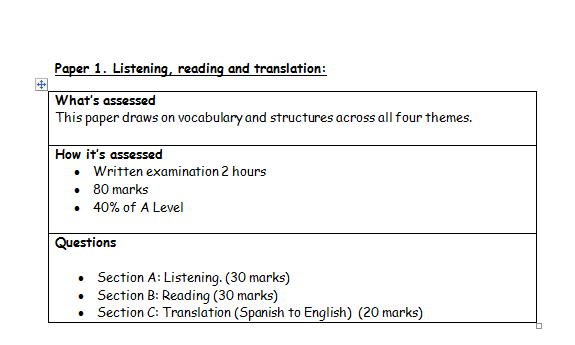 Paper 1. Listening, reading and translation:
What's assessed
This paper draws on vocabulary and structures across all four themes.
How it's assessed
• Written examination 2 hours
• 80 marks
• 40% of A Level
Questions
• Section A: Listening. (30 marks)
• Section B: Reading (30 marks)
• Section C: Translation (Spanish to English) (20 marks)